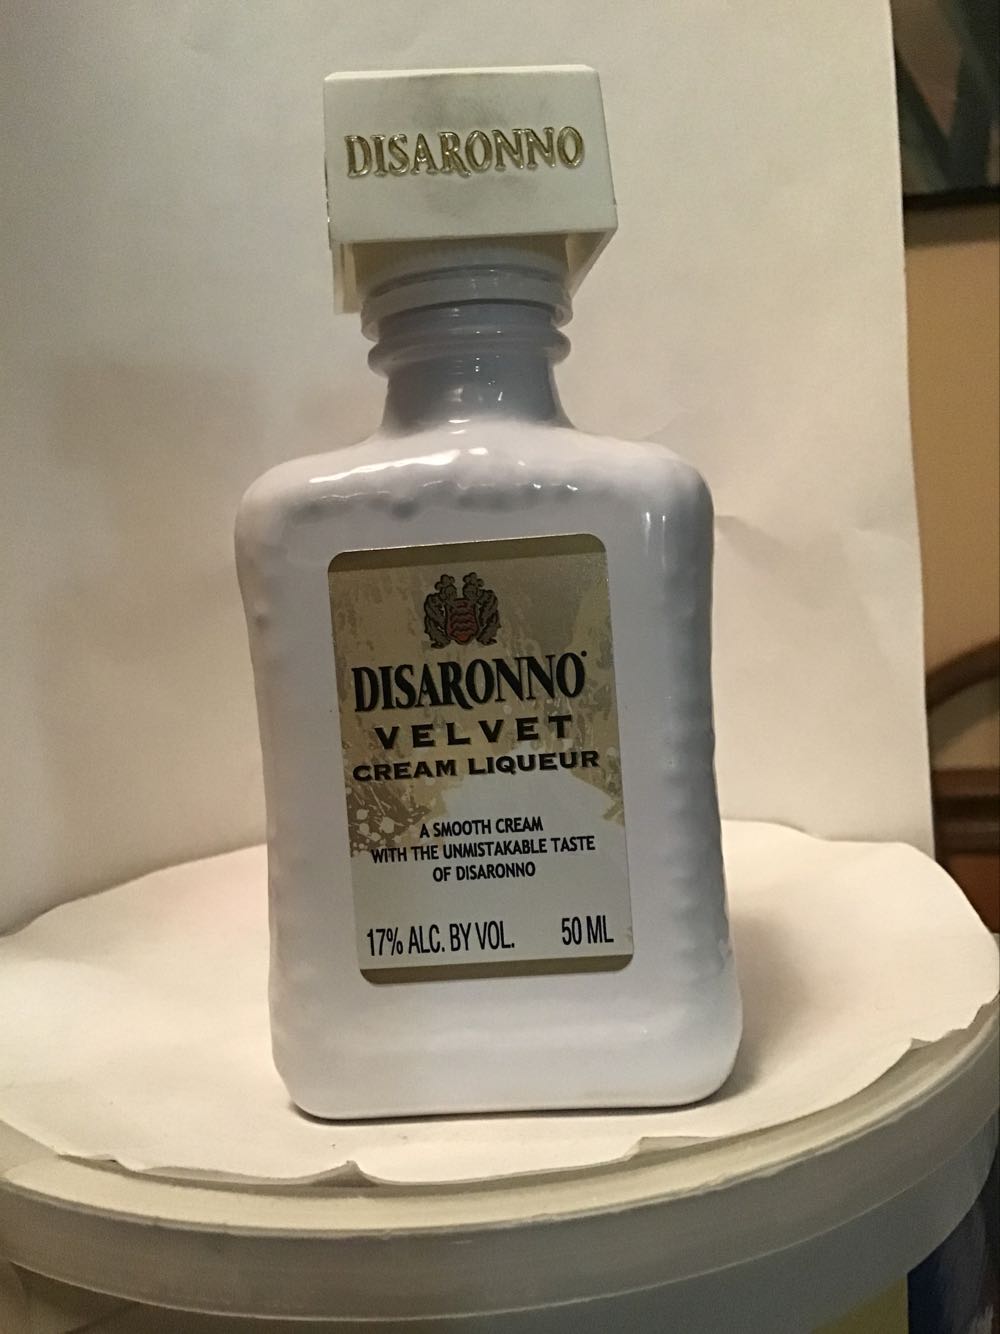 DISARONNO
DISARONNO
VELVET
CREAM LIQUEUR
A SMOOTH CREAM
WITH THE UNMISTAKABLE TASTE
OF DISARONNO
17% ALC. BY VOL. 50 ML